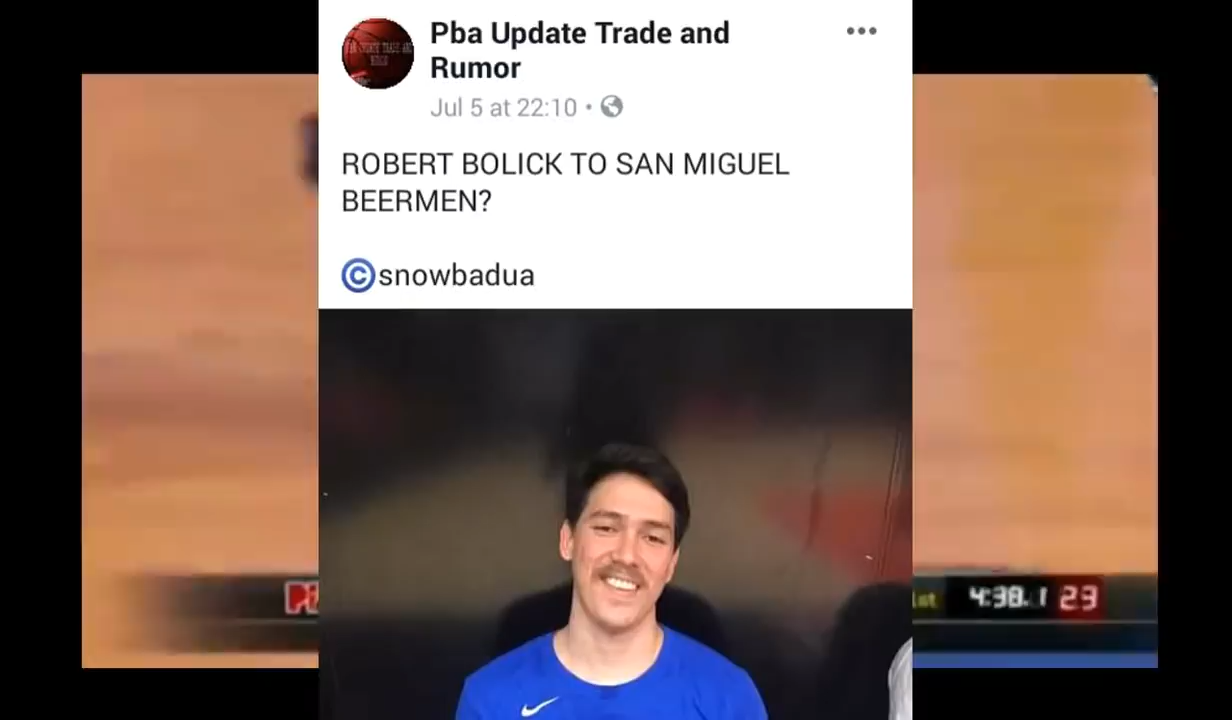 Pba Update Trade and
Rumor
Jul 5 at 22:10
ROBERT BOLICK TO SAN MIGUEL
BEERMEN?
©snowbadua
1st 4:38.1 23